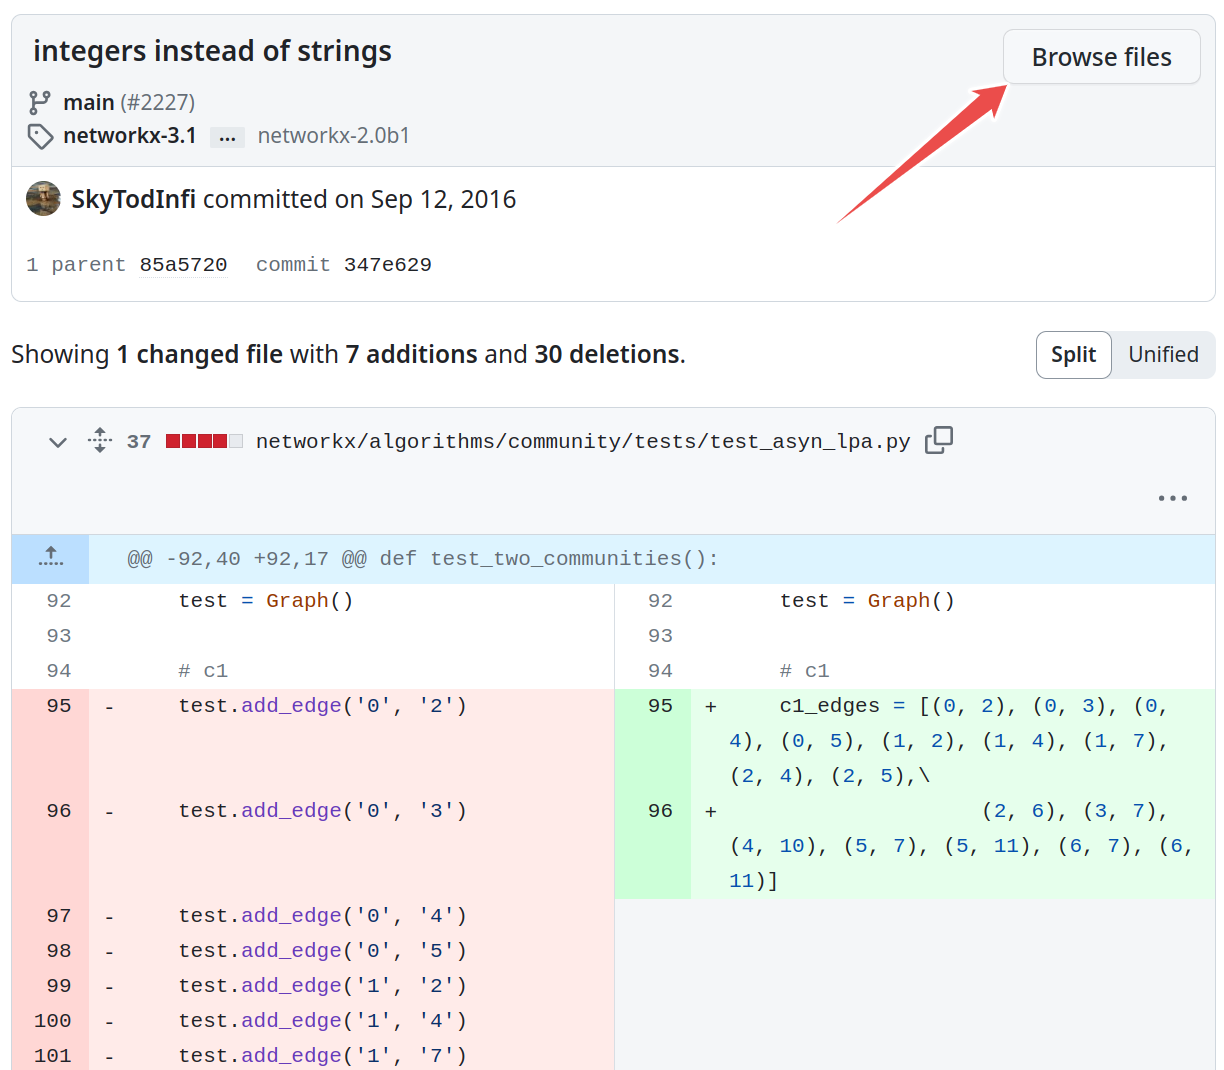 integers instead of strings
Browse files
main (#2227)
networkx-3.1 ... networkx-2.0b1
SkyTodInfi committed on Sep 12, 2016
1 parent 85a5720 commit 347e629
Showing 1 changed file with 7 additions and 30 deletions.
Split Unified
37 networkx/algorithms/community/tests/test_asyn_lpa.py
@@ -92,40 +92,17 @@ def test_two_communities():
92 test = Graph() 92 test = Graph()
93 93
94 # c1 94 # c1
95 - test.add_edge('0', '2') 95 + c1_edges = [(0, 2), (0, 3), (0,
4), (0, 5), (1, 2), (1, 4), (1, 7),
(2, 4), (2, 5),\
96 - test.add_edge('0', '3') 96 + (2, 6), (3, 7),
(4, 10), (5, 7), (5, 11), (6, 7), (6,
11)]
97 - test.add_edge('0', '4')
98 - test.add_edge('0', '5')
99 - test.add_edge('1', '2')
100 - test.add_edge('1', '4')
101 - test.add_edge('1', '7')